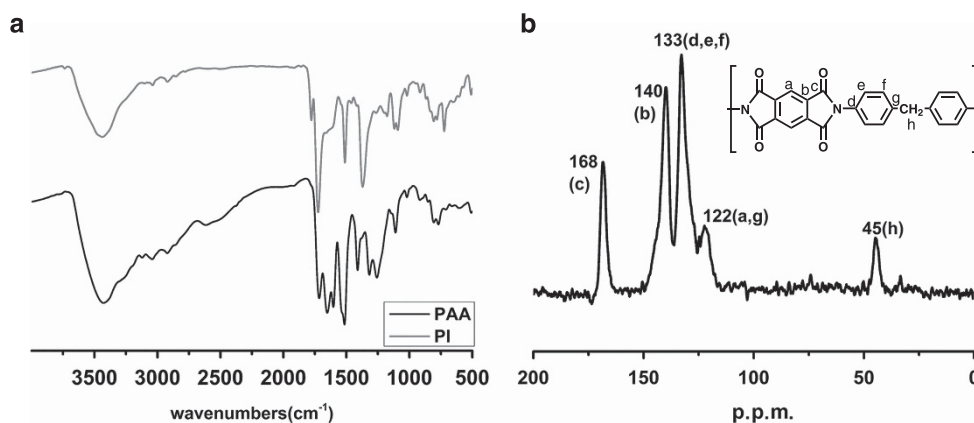 a
PAA
PI
3500 3000 2500 2000 1500 1000 500
wavenumbers(cm⁻¹)
b
133(d,e,f)
140
(b)
168
(c)
122(a,g)
45(h)
O O
a b c
N N
O O
d e f g
CH₂
h
200 150 100 50 0
p.p.m.